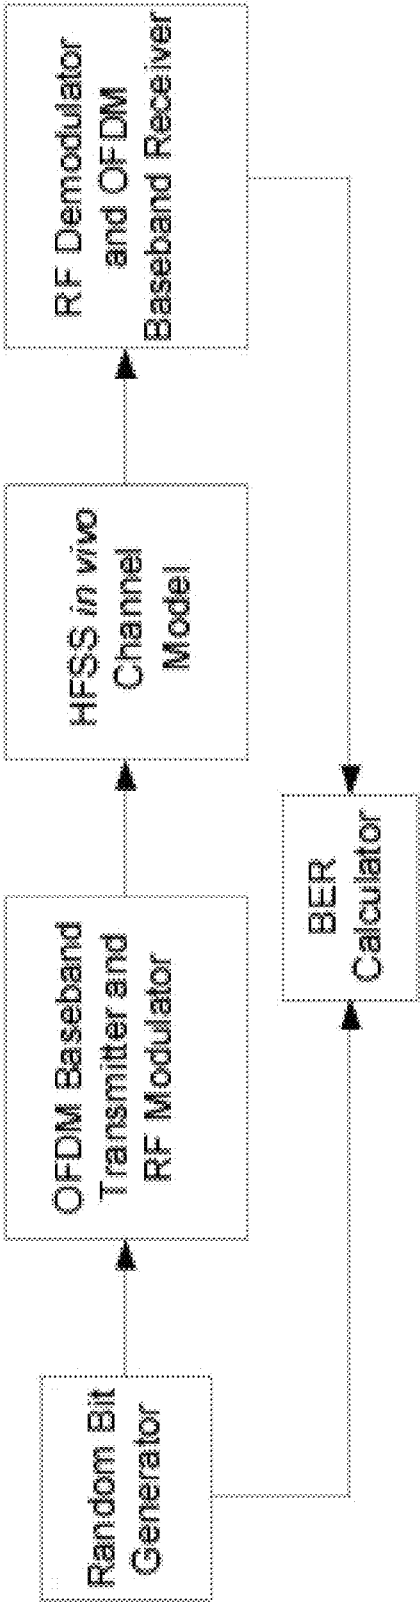 Random Bit
Generator
OFDM Baseband
Transmitter and
RF Modulator
HFSS in vivo
Channel
Model
RF Demodulator
and OFDM
Baseband Receiver
BER
Calculator